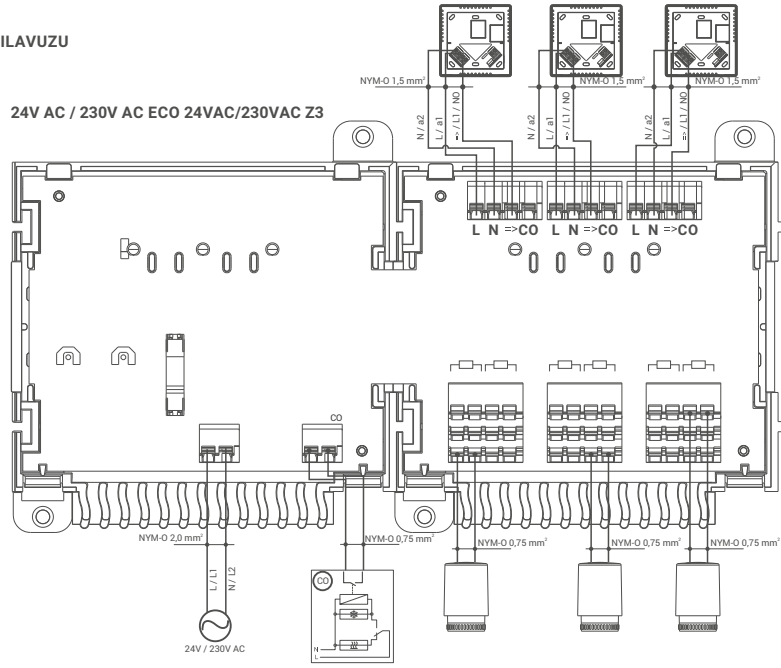 ILAVUZU
24V AC / 230V AC ECO 24VAC/230VAC Z3
NYM-O 1,5 mm² NYM-O 1,5 mm² NYM-O 1,5 mm²
N / a2 L / a1 => / L1 / NO N / a2 L / a1 => / L1 / NO N / a2 L / a1 => / L1 / NO
L N =>CO L N =>CO L N =>CO
CO
NYM-O 2,0 mm² NYM-O 0,75 mm² NYM-O 0,75 mm² NYM-O 0,75 mm² NYM-O 0,75 mm²
L / L1
N / L2
CO
N
L
24V / 230V AC